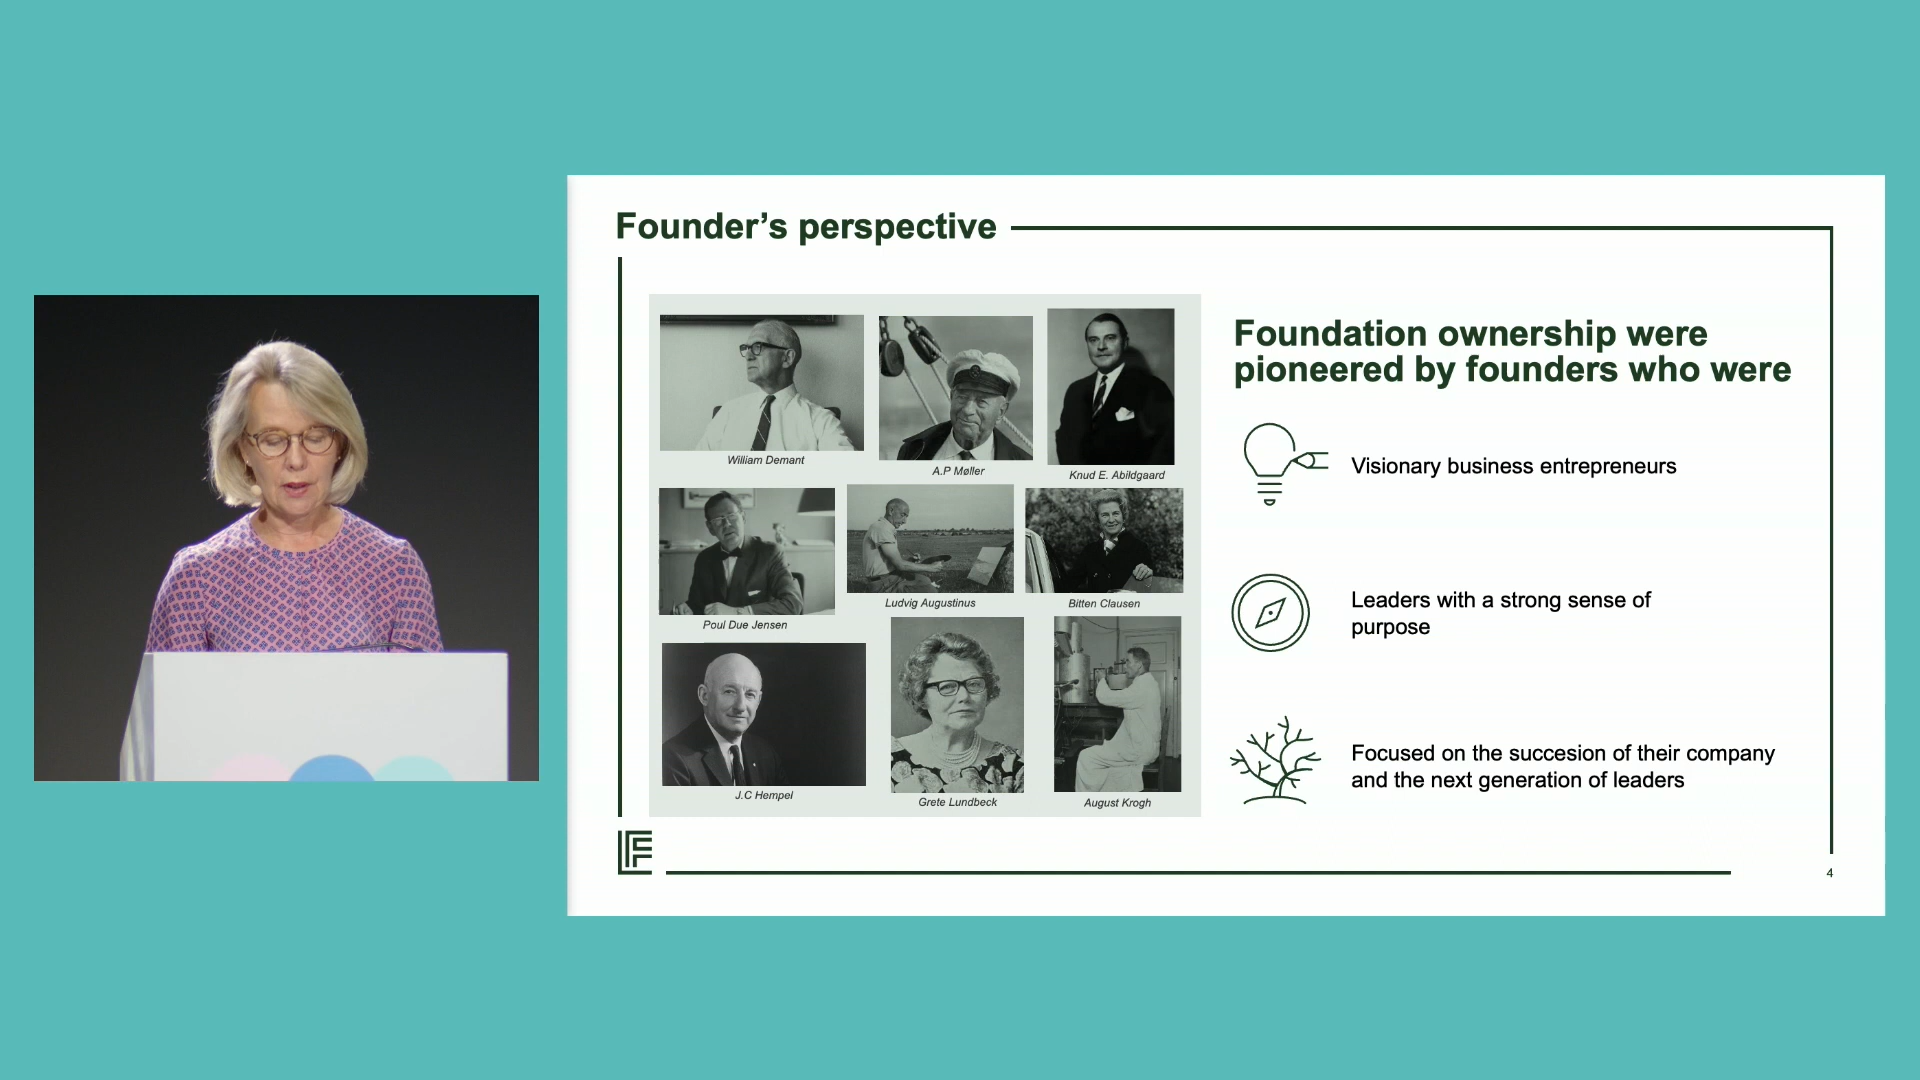 Founder’s perspective
William Demant
A.P Møller
Knud E. Abildgaard
Poul Due Jensen
Ludvig Augustinus
Bitten Clausen
J.C Hempel
Grete Lundbeck
August Krogh
Foundation ownership were
pioneered by founders who were
Visionary business entrepreneurs
Leaders with a strong sense of
purpose
Focused on the succesion of their company
and the next generation of leaders
4